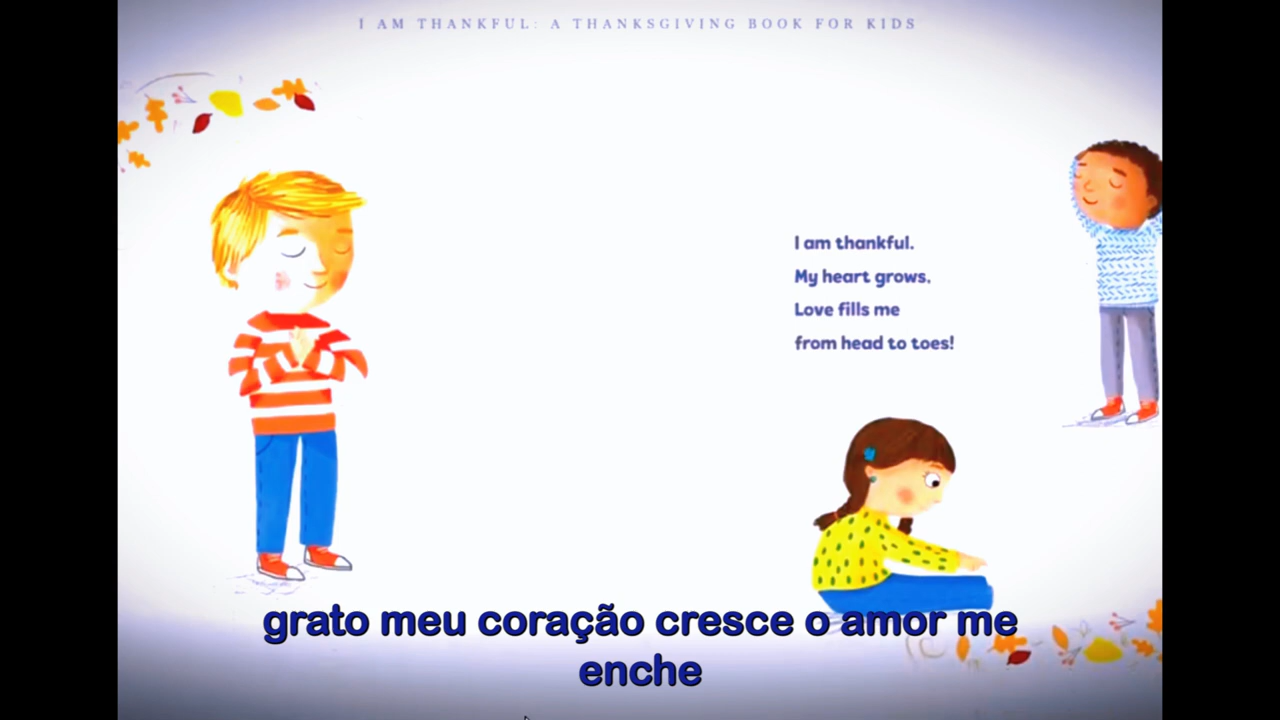 I AM THANKFUL: A THANKSGIVING BOOK FOR KIDS
I am thankful.
My heart grows.
Love fills me
from head to toes!
grato meu coração cresce o amor me
enche